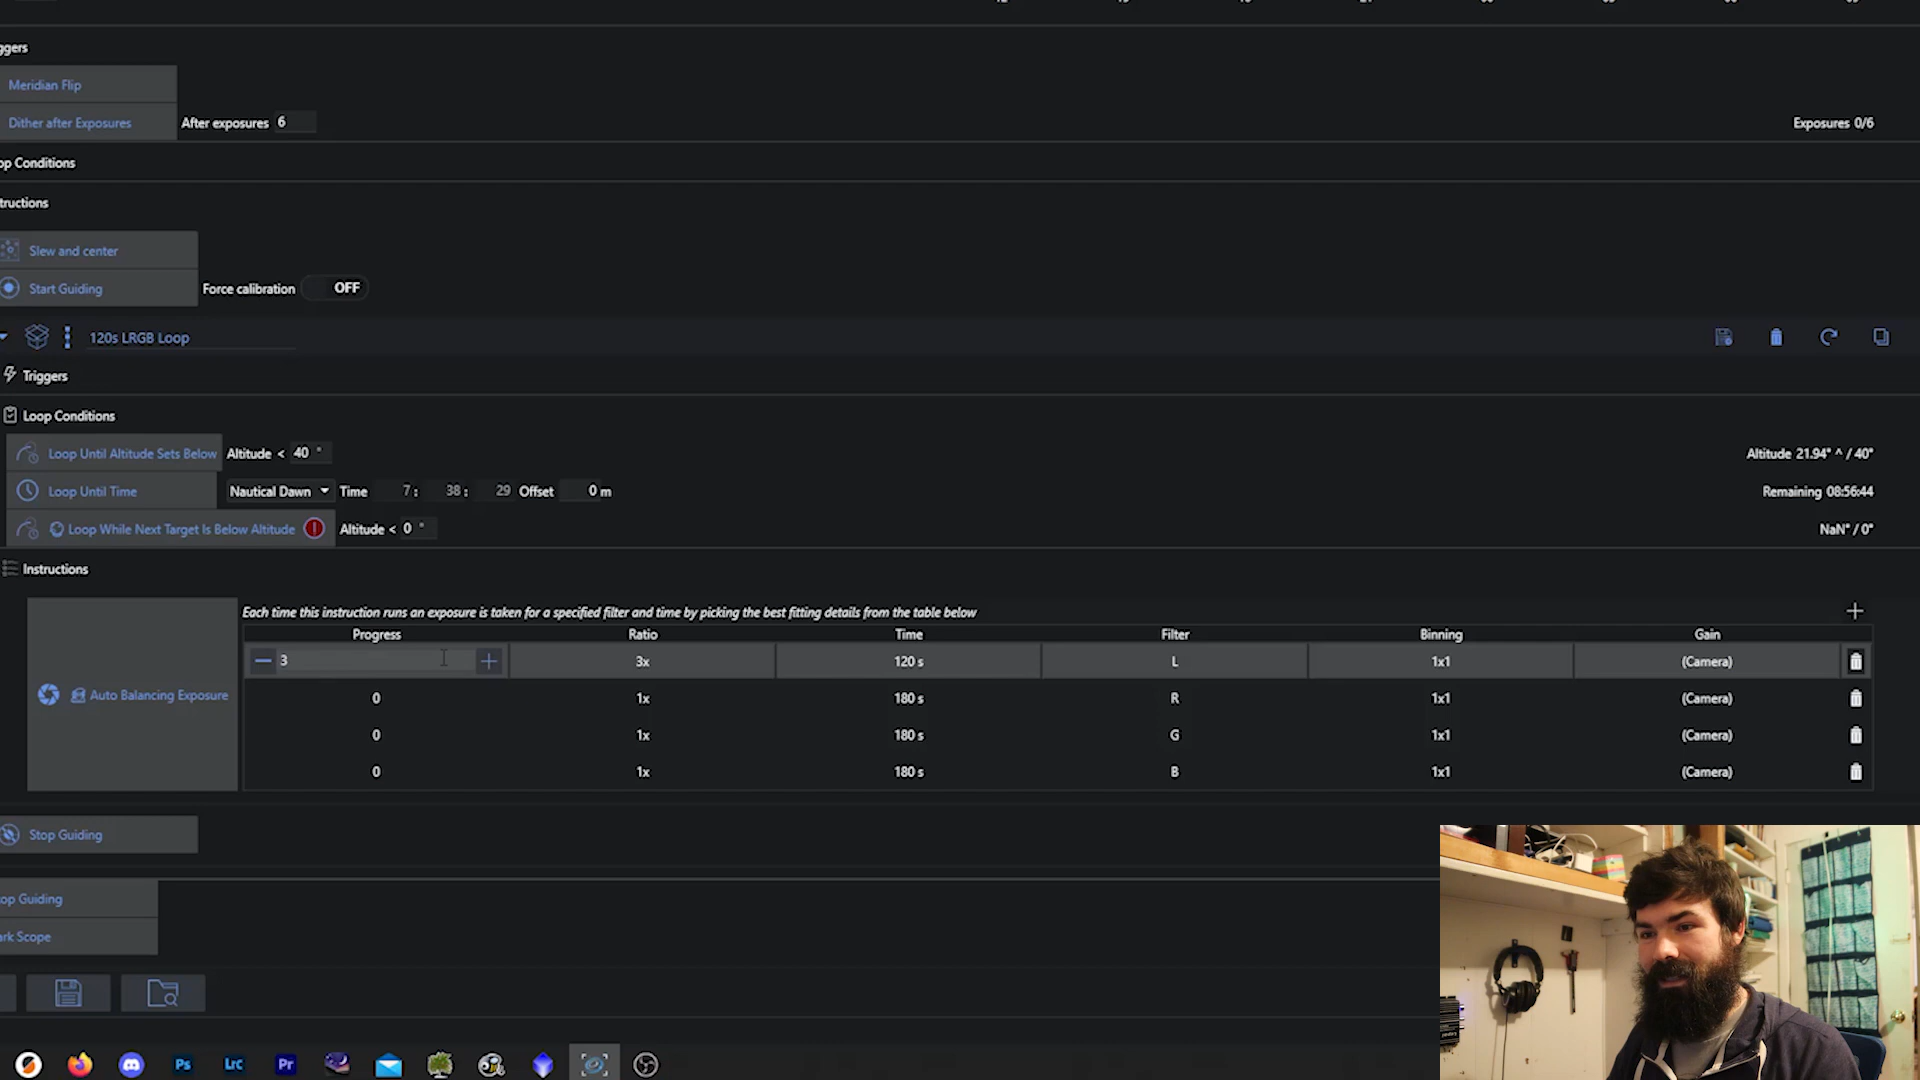 ggers
Meridian Flip
Dither after Exposures After exposures 6 Exposures 0/6
op Conditions
tructions
Slew and center
Start Guiding Force calibration OFF
120s LRGB Loop
Triggers
Loop Conditions
Loop Until Altitude Sets Below Altitude < 40 ° Altitude 21.94° ^ / 40°
Loop Until Time Nautical Dawn Time 7: 38: 29 Offset 0 m Remaining 08:56:44
Loop While Next Target Is Below Altitude Altitude < 0 ° NaN° / 0°
Instructions
Each time this instruction runs an exposure is taken for a specified filter and time by picking the best fitting details from the table below
Progress Ratio Time Filter Binning Gain
3 3x 120 s L 1x1 (Camera)
Auto Balancing Exposure
0 1x 180 s R 1x1 (Camera)
0 1x 180 s G 1x1 (Camera)
0 1x 180 s B 1x1 (Camera)
Stop Guiding
op Guiding
ark Scope
Ps Lrc Pr